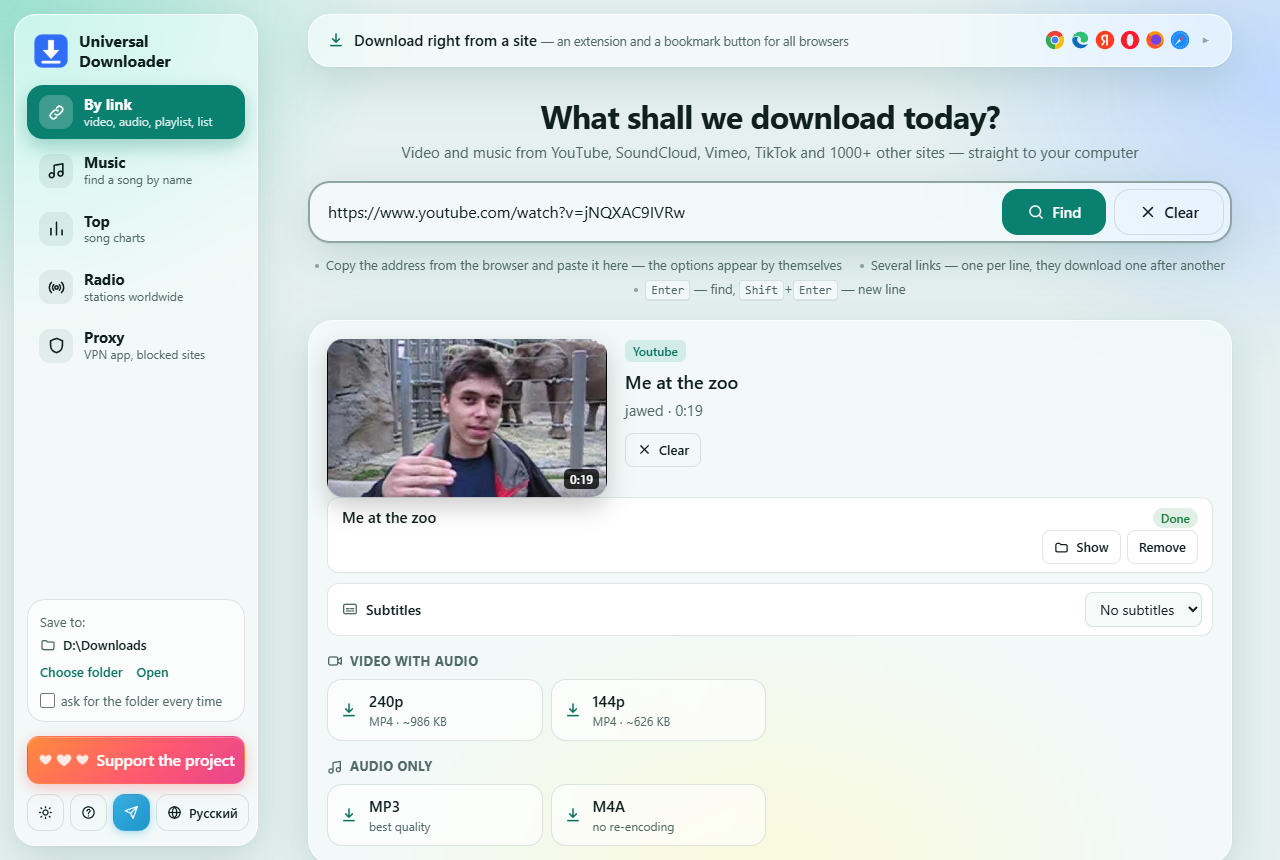 Universal
Downloader
By link
video, audio, playlist, list
Music
find a song by name
Top
song charts
Radio
stations worldwide
Proxy
VPN app, blocked sites
Save to:
D:\Downloads
Choose folder Open
ask for the folder every time
Support the project
Русский
Download right from a site — an extension and a bookmark button for all browsers
What shall we download today?
Video and music from YouTube, SoundCloud, Vimeo, TikTok and 1000+ other sites — straight to your computer
https://www.youtube.com/watch?v=jNQXAC9IVRw
Find
Clear
• Copy the address from the browser and paste it here — the options appear by themselves • Several links — one per line, they download one after another
• Enter — find, Shift + Enter — new line
0:19
Youtube
Me at the zoo
jawed · 0:19
Clear
Me at the zoo
Done
Show
Remove
Subtitles
No subtitles
VIDEO WITH AUDIO
240p
MP4 · ~986 KB
144p
MP4 · ~626 KB
AUDIO ONLY
MP3
best quality
M4A
no re-encoding